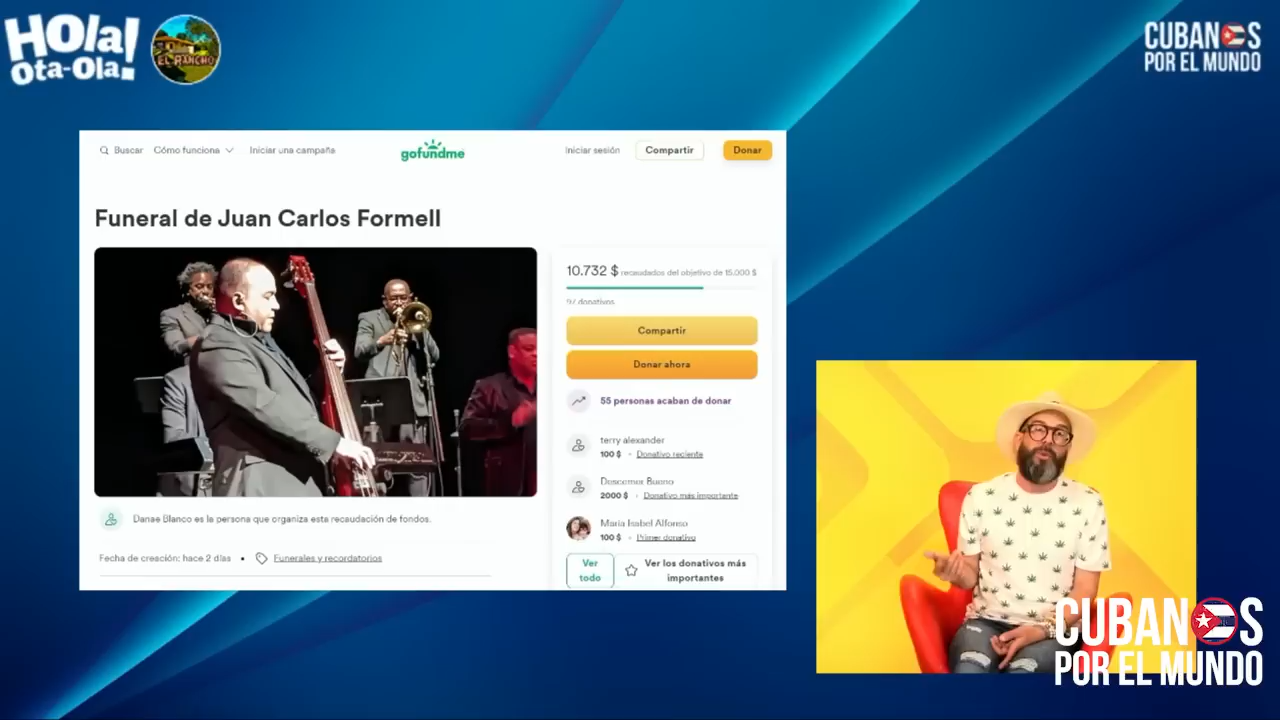 HOla!
Ota-Ola!
EL RANCHO
CUBANOS
POR EL MUNDO
Buscar
Cómo funciona
Iniciar una campaña
gofundme
Iniciar sesión
Compartir
Donar
Funeral de Juan Carlos Formell
10.732 $ recaudados del objetivo de 15.000 $
97 donativos
Compartir
Donar ahora
55 personas acaban de donar
terry alexander
100 $ • Donativo reciente
Descemer Bueno
2000 $ • Donativo más importante
Maria Isabel Alfonso
100 $ • Primer donativo
Ver todo
Ver los donativos más importantes
Danae Blanco es la persona que organiza esta recaudación de fondos.
Fecha de creación: hace 2 días • Funerales y recordatorios
CUBANOS
POR EL MUNDO